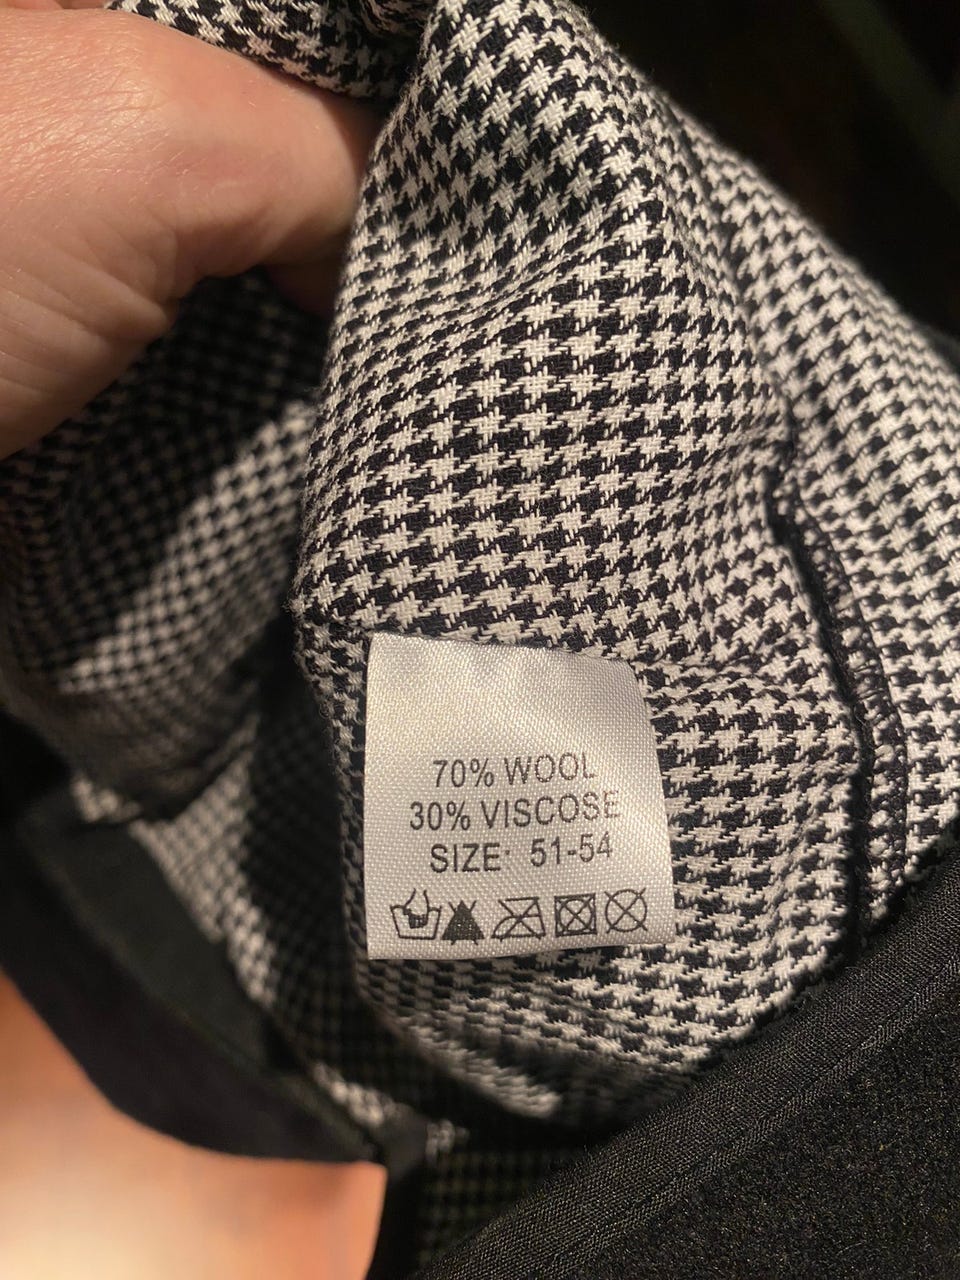 70% WOOL
30% VISCOSE
SIZE: 51-54